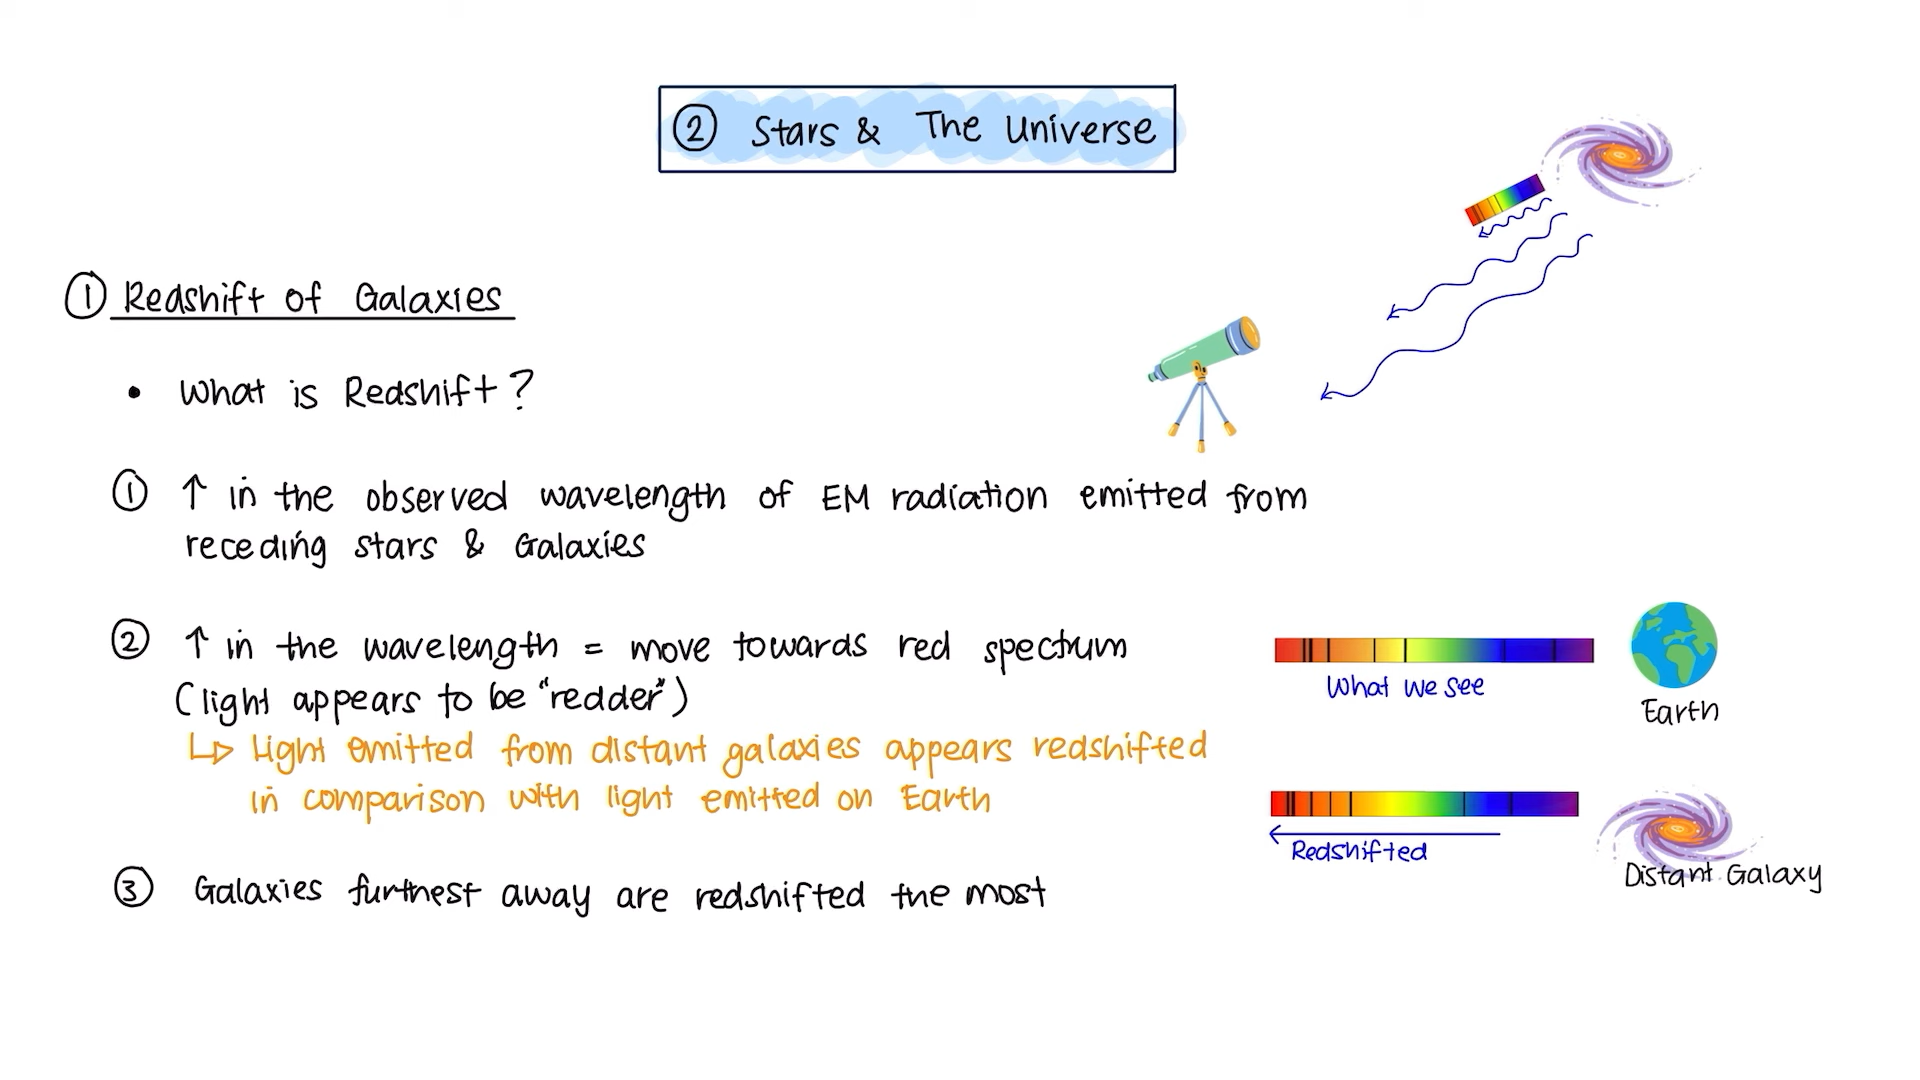 ② Stars & The Universe
① Redshift of Galaxies
• What is Redshift?
① ↑ in the observed wavelength of EM radiation emitted from
receding stars & Galaxies
② ↑ in the wavelength = move towards red spectrum
(light appears to be "redder")
↳ Light emitted from distant galaxies appears redshifted
in comparison with light emitted on Earth
What we see
Earth
Redshifted
Distant Galaxy
③ Galaxies furthest away are redshifted the most